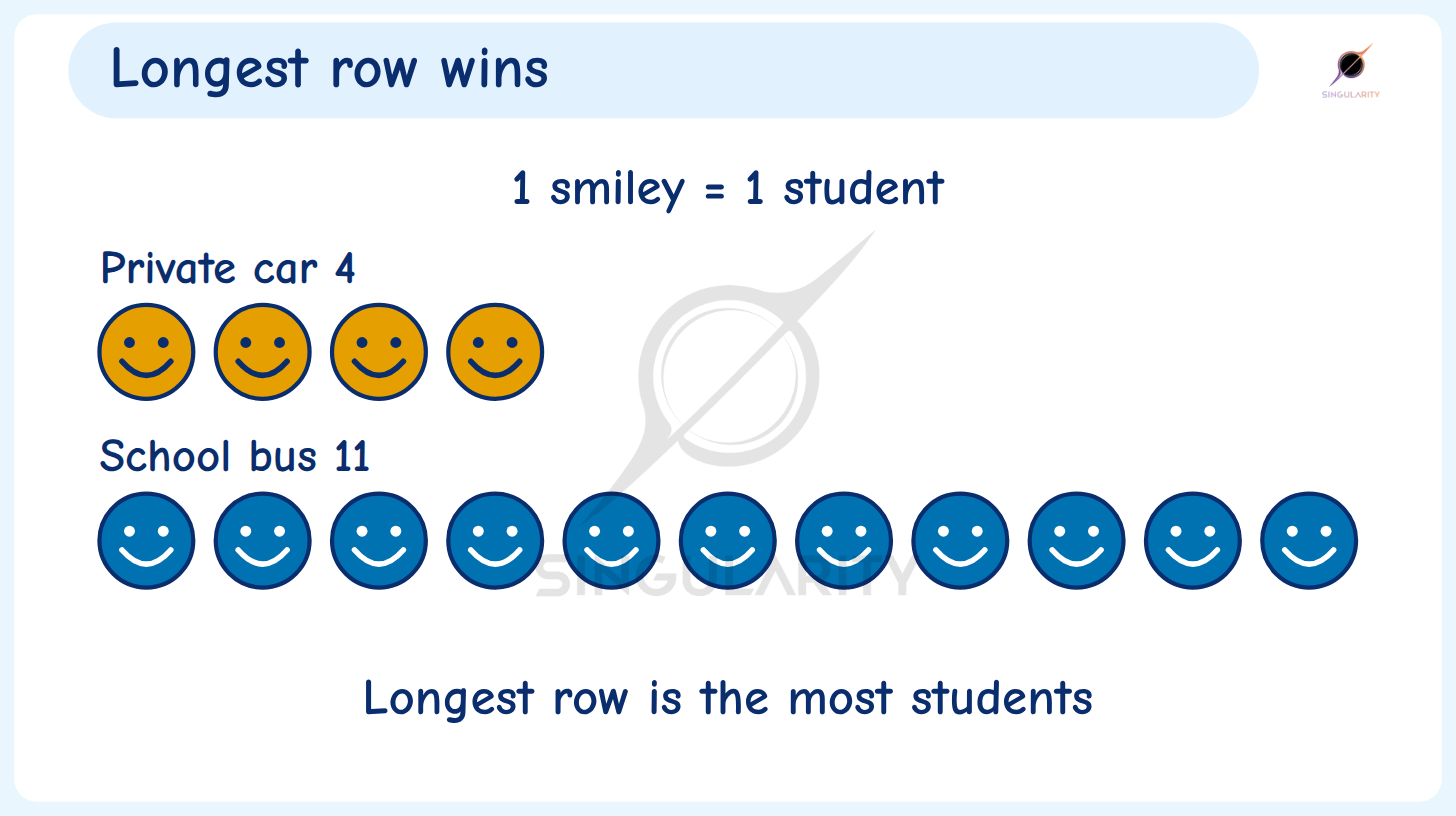 Longest row wins
SINGULARITY
1 smiley = 1 student
Private car 4
School bus 11
SINGULARITY
Longest row is the most students